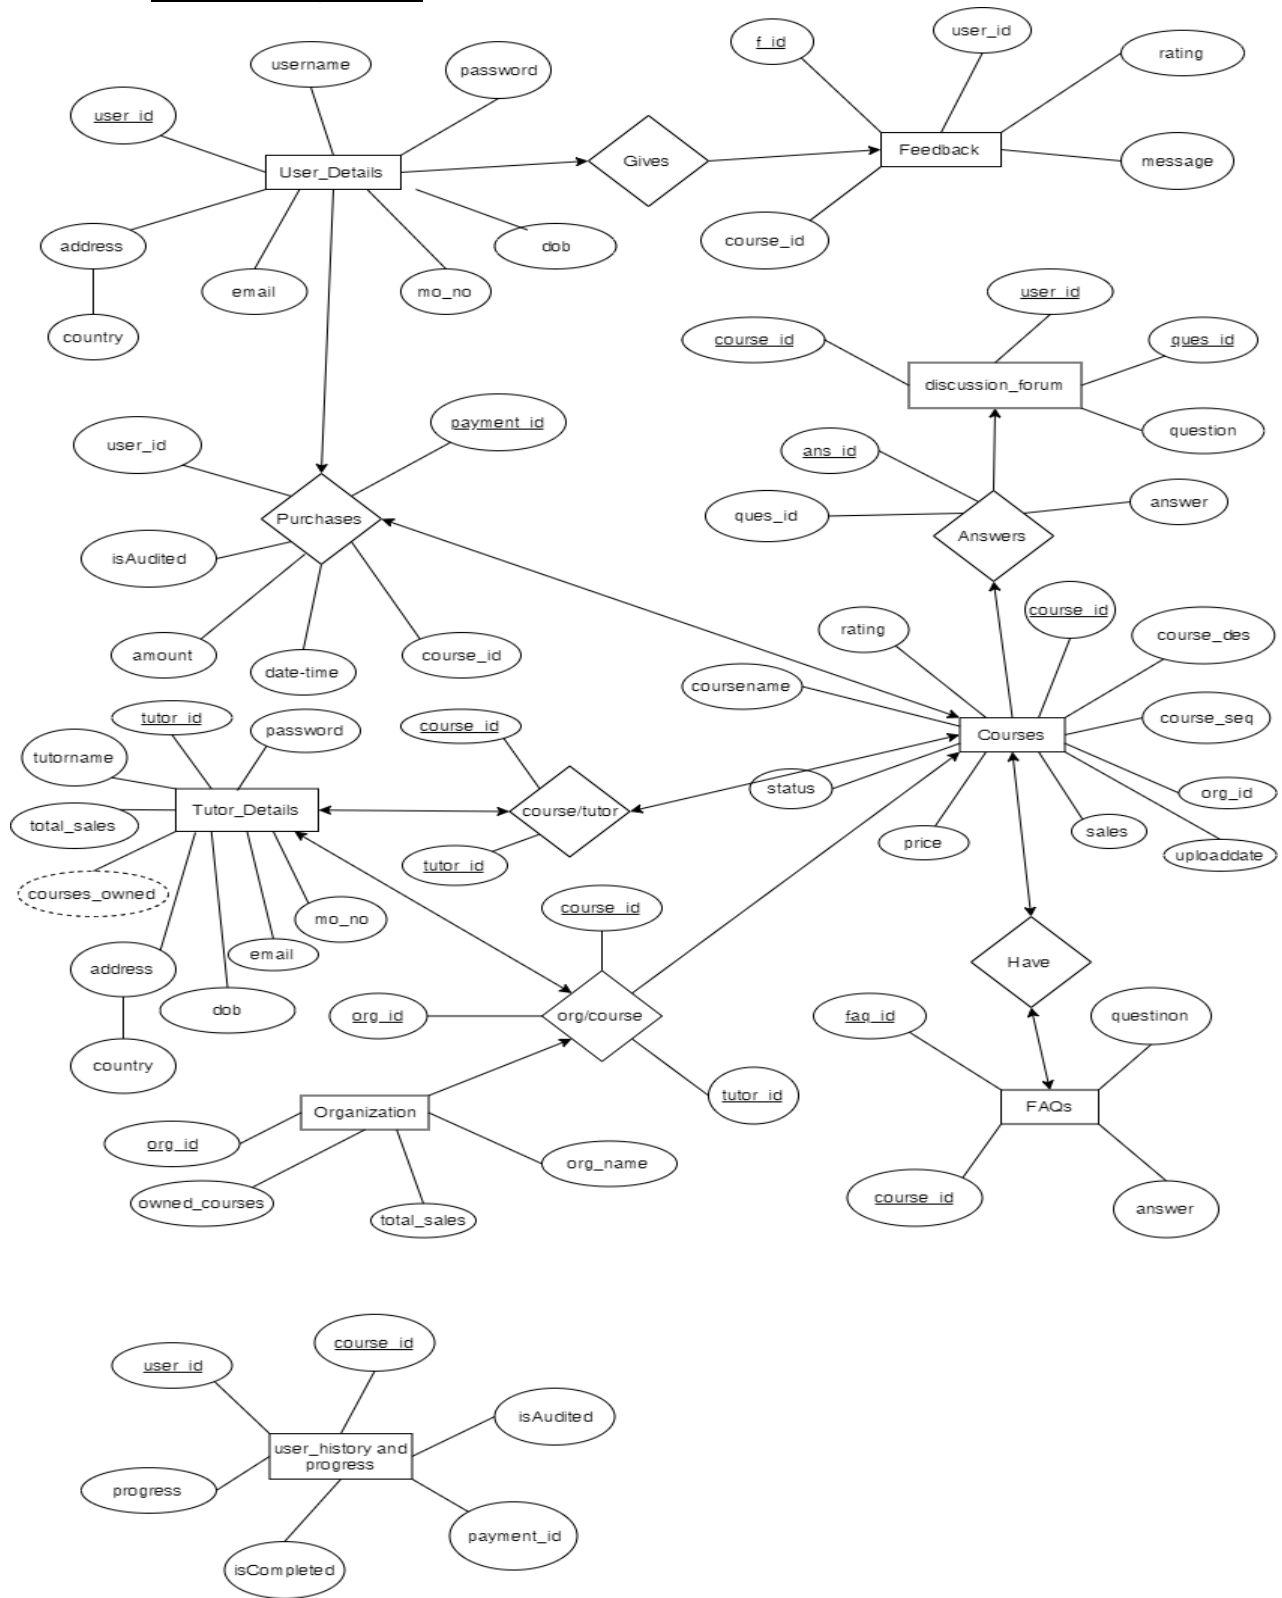 f_id
user_id
rating
username
password
user_id
User_Details
Gives
Feedback
message
address
dob
course_id
email
mo_no
country
user_id
course_id
ques_id
discussion_forum
question
payment_id
user_id
ans_id
answer
ques_id
Purchases
Answers
isAudited
course_id
rating
course_des
amount
date-time
course_id
coursename
tutor_id
password
course_id
course_seq
Courses
tutorname
status
org_id
Tutor_Details
course/tutor
total_sales
sales
price
uploaddate
tutor_id
courses_owned
course_id
mo_no
email
address
Have
dob
org_id
org/course
faq_id
questinon
country
tutor_id
Organization
FAQs
org_id
org_name
owned_courses
total_sales
course_id
answer
course_id
user_id
isAudited
user_history and
progress
progress
payment_id
isCompleted